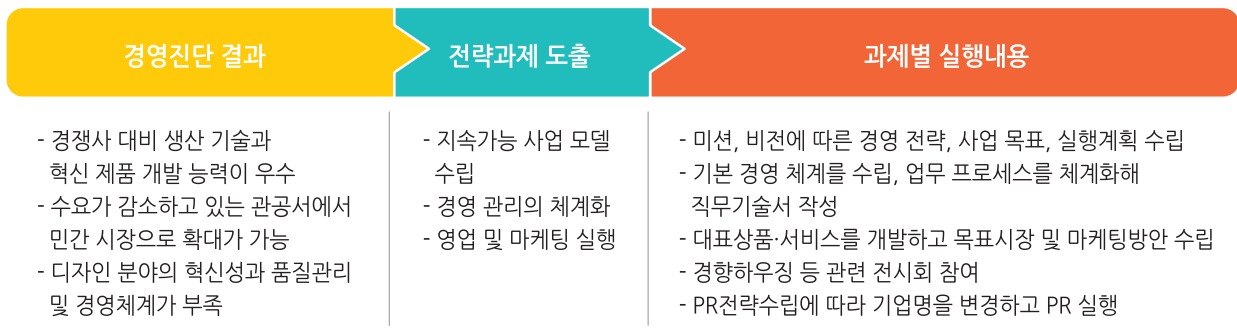 경영진단 결과
전략과제 도출
과제별 실행내용
- 경쟁사 대비 생산 기술과
혁신 제품 개발 능력이 우수
- 수요가 감소하고 있는 관공서에서
민간 시장으로 확대가 가능
- 디자인 분야의 혁신성과 품질관리
및 경영체계가 부족
- 지속가능 사업 모델
수립
- 경영 관리의 체계화
- 영업 및 마케팅 실행
- 미션, 비전에 따른 경영 전략, 사업 목표, 실행계획 수립
- 기본 경영 체계를 수립, 업무 프로세스를 체계화해
직무기술서 작성
- 대표상품·서비스를 개발하고 목표시장 및 마케팅방안 수립
- 경향하우징 등 관련 전시회 참여
- PR전략수립에 따라 기업명을 변경하고 PR 실행